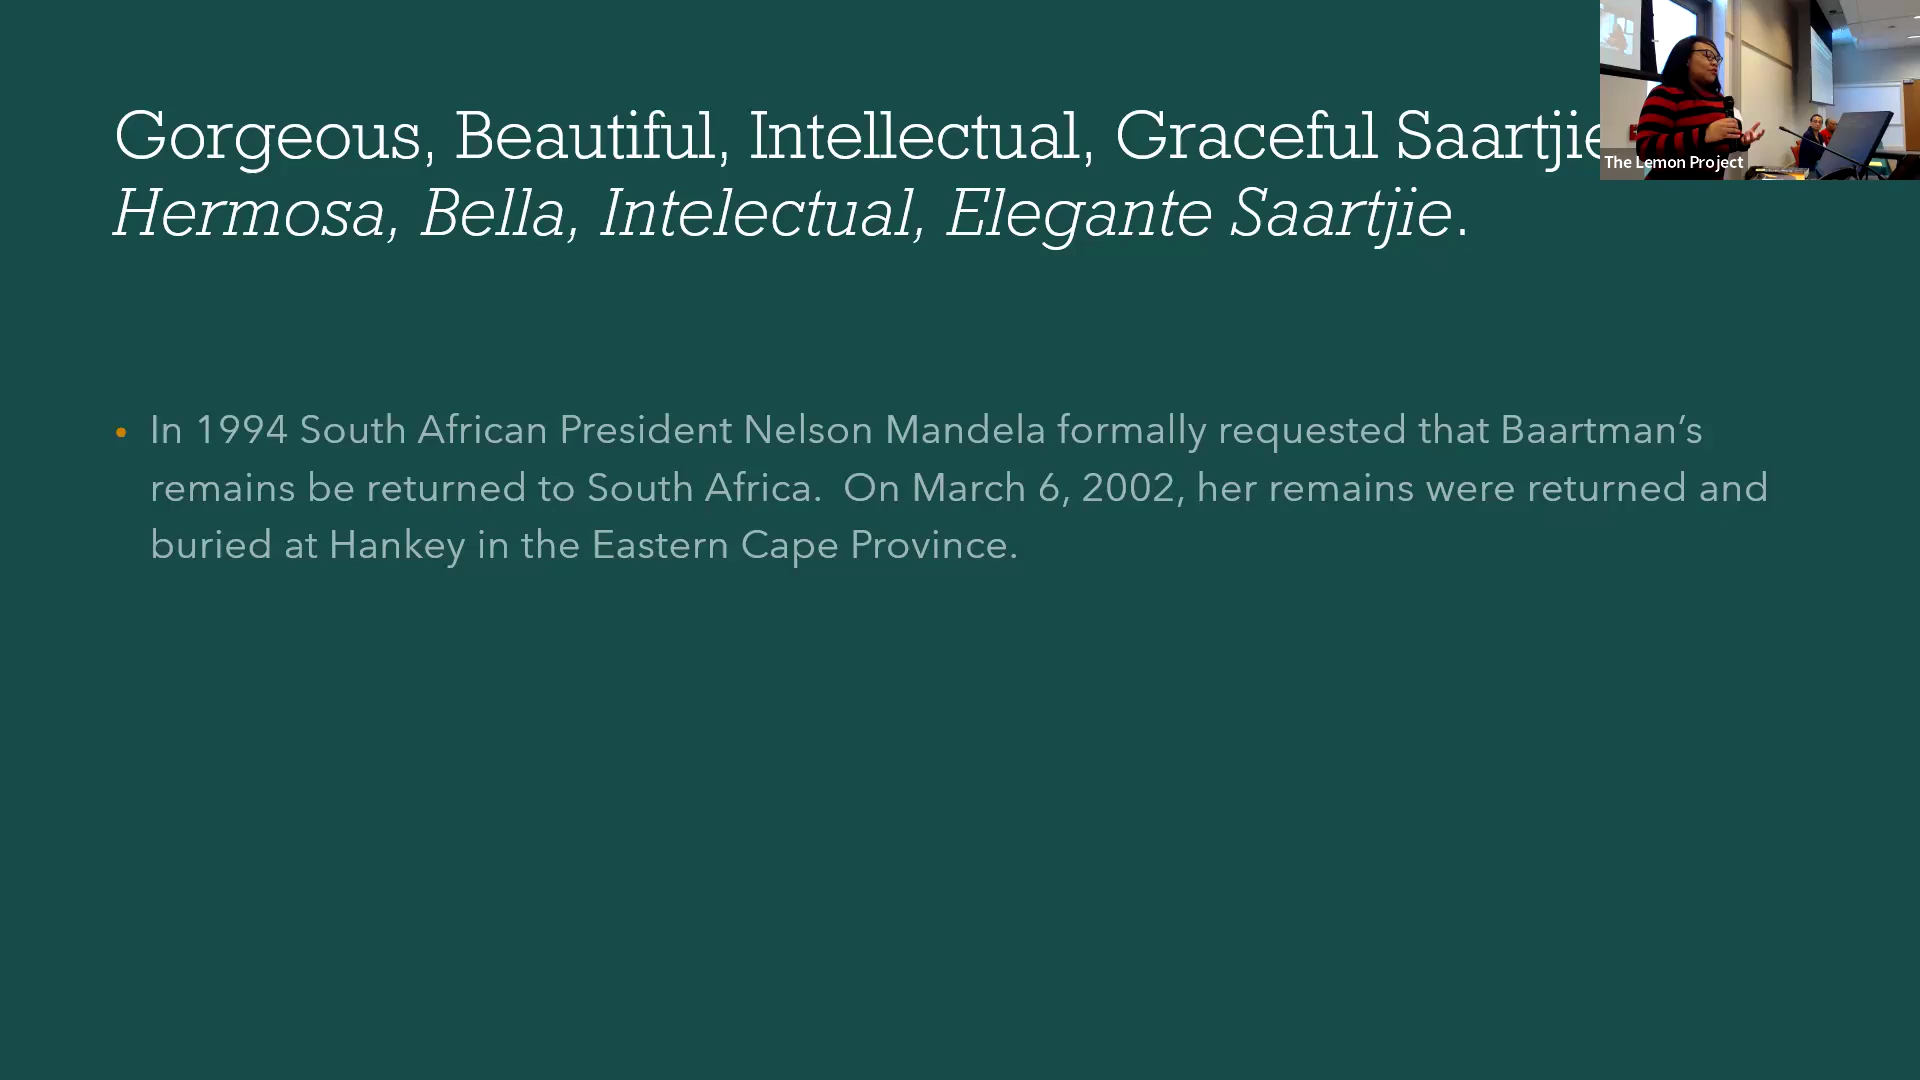 Gorgeous, Beautiful, Intellectual, Graceful Saartjie
Hermosa, Bella, Intelectual, Elegante Saartjie.
• In 1994 South African President Nelson Mandela formally requested that Baartman’s
remains be returned to South Africa.  On March 6, 2002, her remains were returned and
buried at Hankey in the Eastern Cape Province.
The Lemon Project